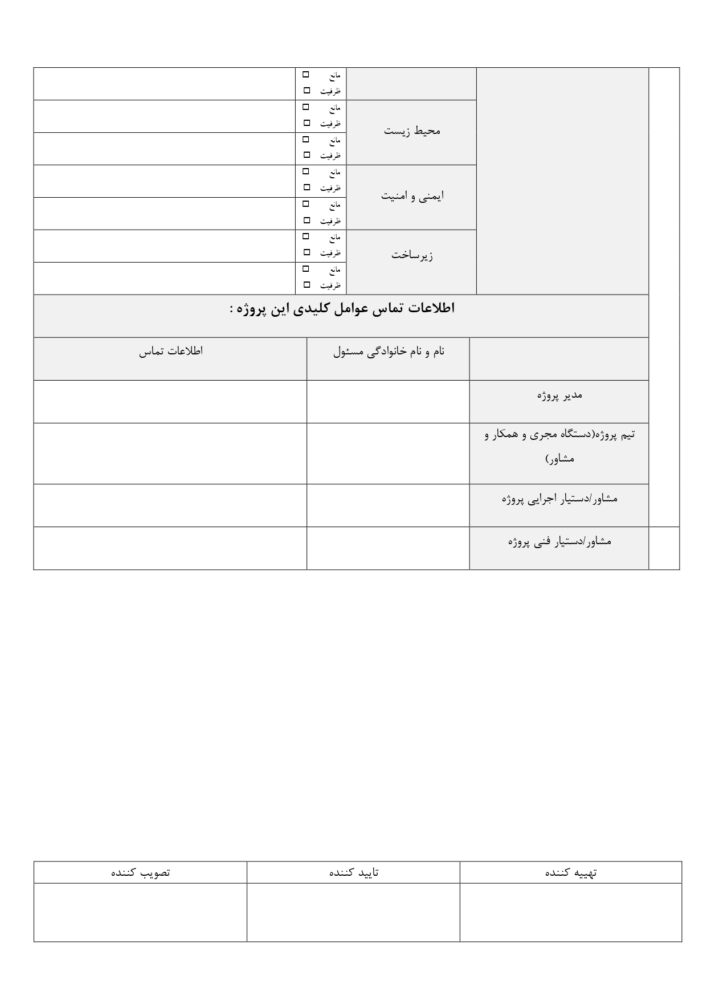 مانع □
ظرفیت □
محیط زیست
مانع □
ظرفیت □
مانع □
ظرفیت □
ایمنی و امنیت
مانع □
ظرفیت □
مانع □
ظرفیت □
زیرساخت
مانع □
ظرفیت □
مانع □
ظرفیت □
اطلاعات تماس عوامل کلیدی این پروژه :
نام و نام خانوادگی مسئول
اطلاعات تماس
مدیر پروژه
تیم پروژه(دستگاه مجری و همکار و
مشاور)
مشاور/دستیار اجرایی پروژه
مشاور/دستیار فنی پروژه
تهییه کننده
تایید کننده
تصویب کننده